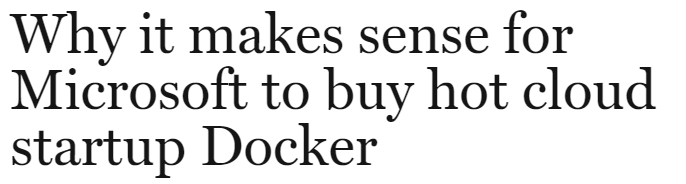 Why it makes sense for
Microsoft to buy hot cloud
startup Docker